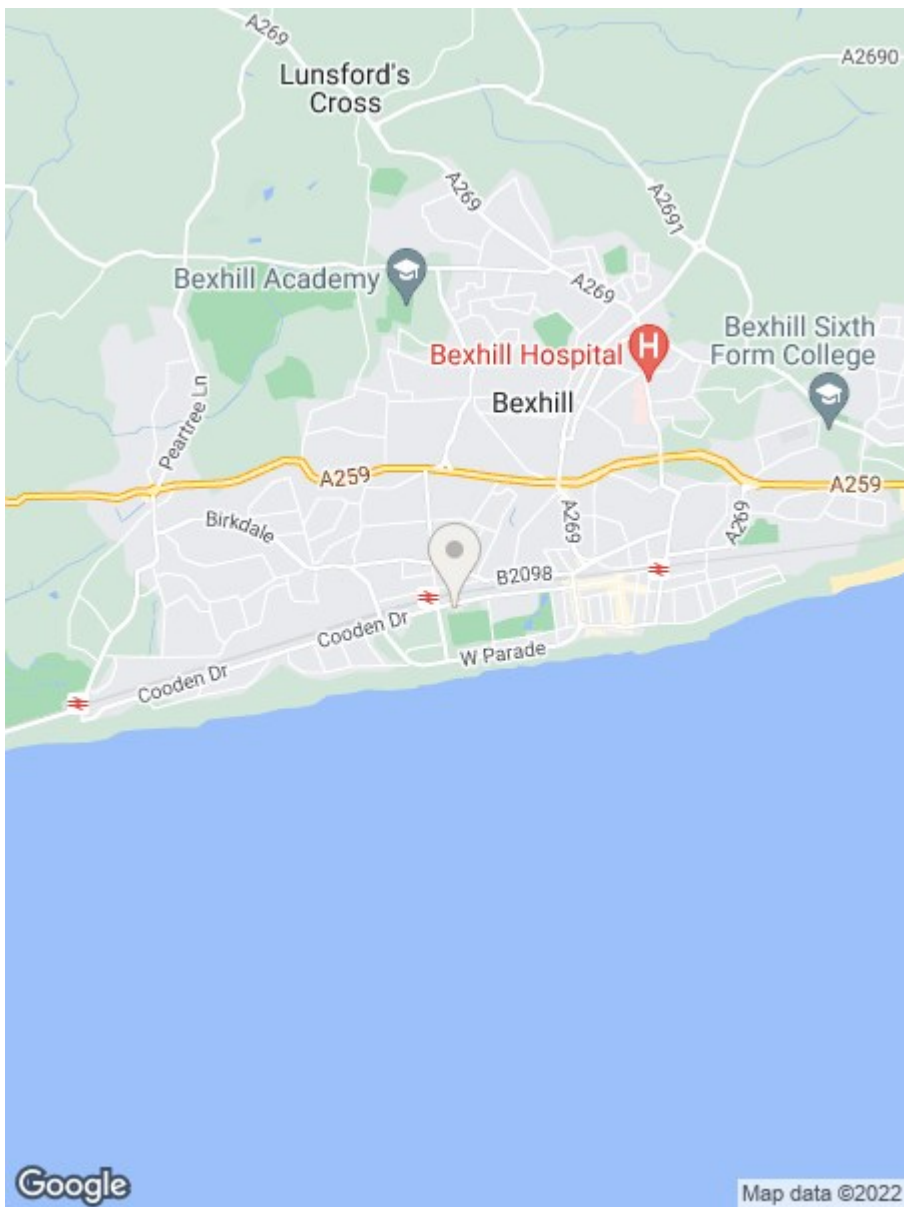 A269
A2690
Lunsford's
Cross
A269
A2691
Bexhill Academy
A269
Bexhill Hospital
H
Bexhill Sixth
Form College
Bexhill
Peartree Ln
A259
A259
Birkdale
A269
A269
B2098
Cooden Dr
W Parade
Cooden Dr
Google
Map data ©2022